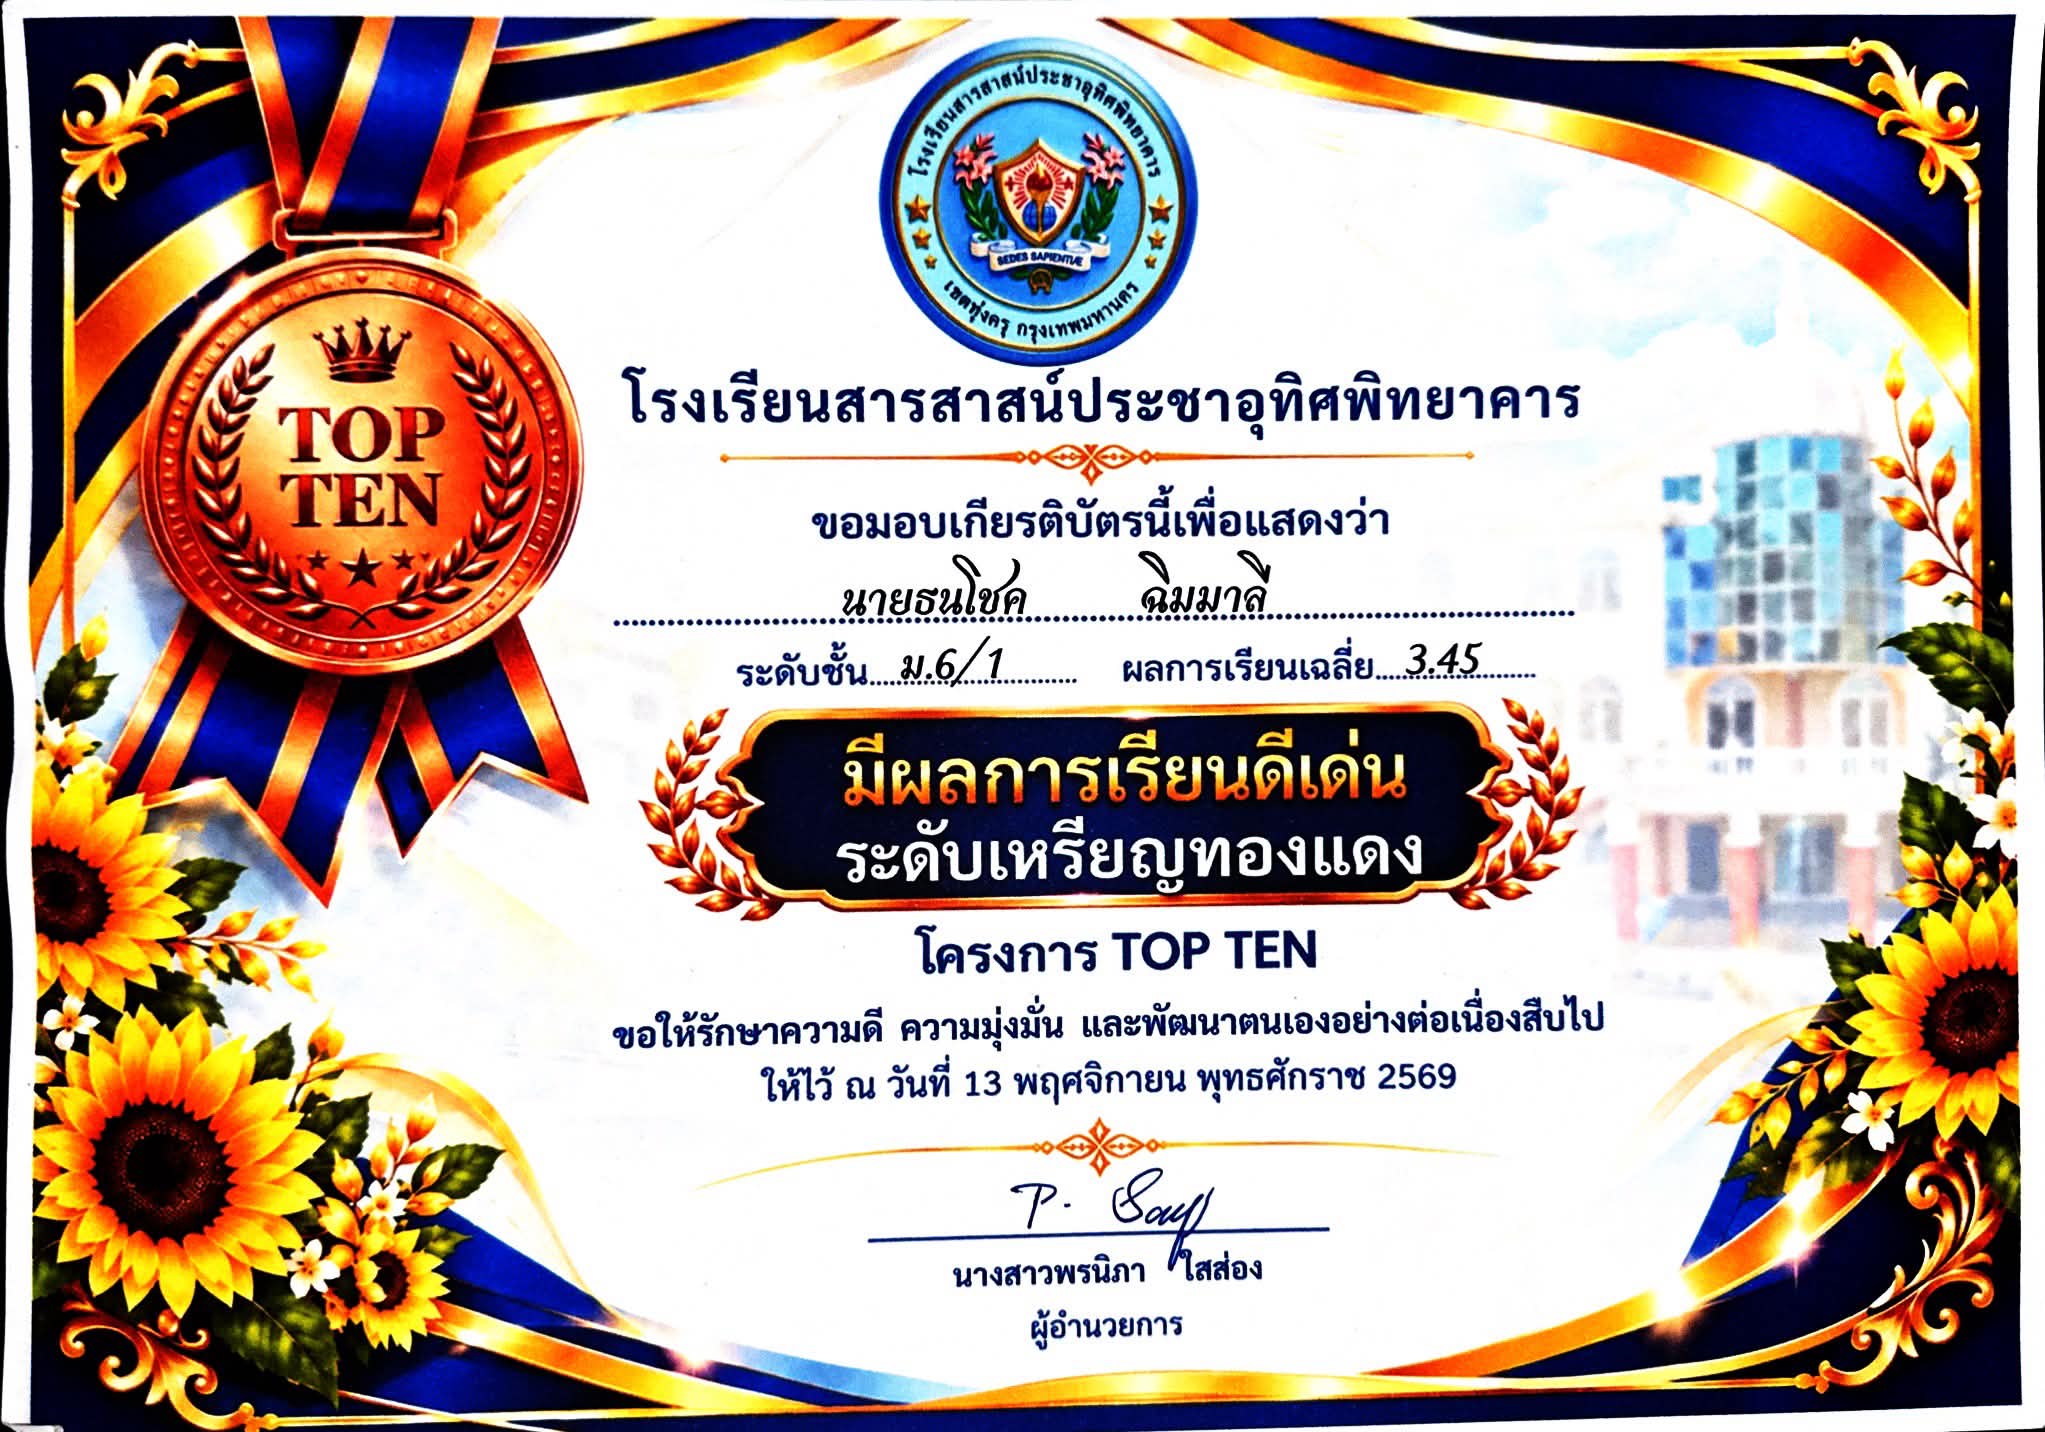 โรงเรียนสารสาสน์ประชาอุทิศพิทยาคาร
SEDES SAPIENTIÆ
เขตทุ่งครุ กรุงเทพมหานคร
TOP
TEN
โรงเรียนสารสาสน์ประชาอุทิศพิทยาคาร
ขอมอบเกียรติบัตรนี้เพื่อแสดงว่า
นายธนโชค ฉิมมาลี
ระดับชั้น ม.6/1 ผลการเรียนเฉลี่ย 3.45
มีผลการเรียนดีเด่น
ระดับเหรียญทองแดง
โครงการ TOP TEN
ขอให้รักษาความดี ความมุ่งมั่น และพัฒนาตนเองอย่างต่อเนื่องสืบไป
ให้ไว้ ณ วันที่ 13 พฤศจิกายน พุทธศักราช 2569
นางสาวพรนิภา ใสส่อง
ผู้อำนวยการ